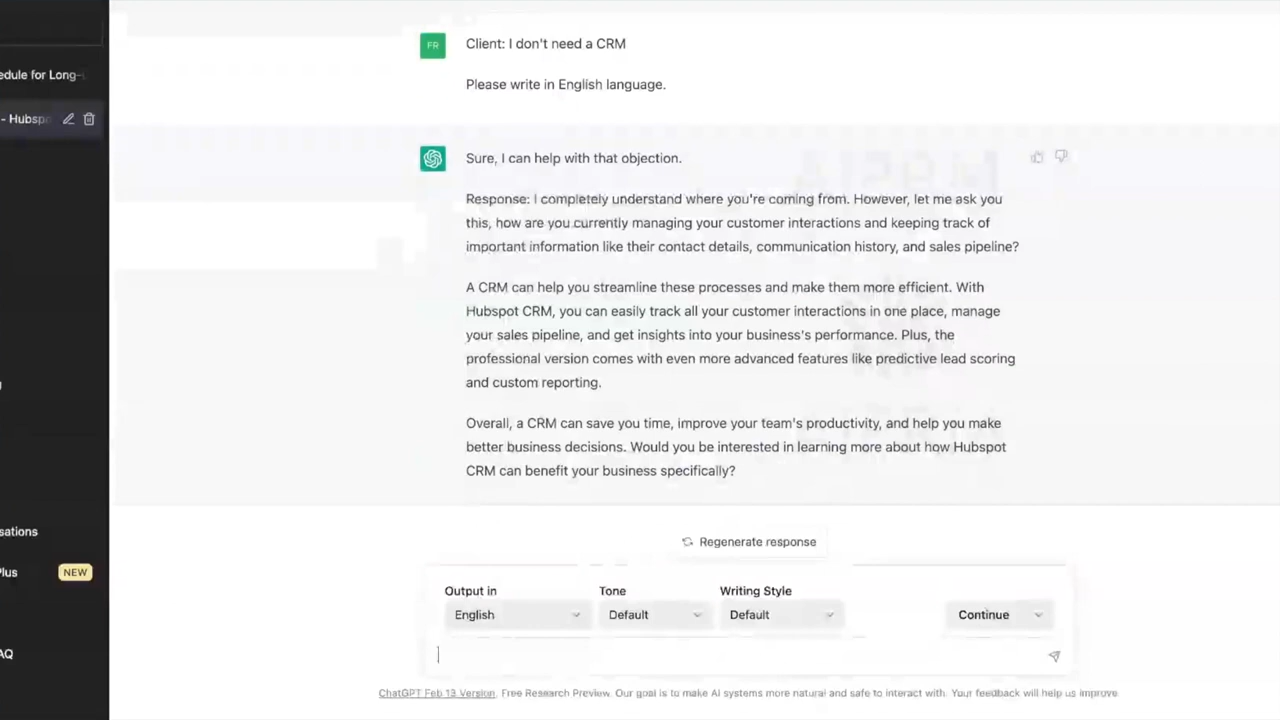 edule for Long-
- Hubspo
sations
Plus
NEW
AQ
FR
Client: I don't need a CRM
Please write in English language.
Sure, I can help with that objection.
Response: I completely understand where you're coming from. However, let me ask you
this, how are you currently managing your customer interactions and keeping track of
important information like their contact details, communication history, and sales pipeline?
A CRM can help you streamline these processes and make them more efficient. With
Hubspot CRM, you can easily track all your customer interactions in one place, manage
your sales pipeline, and get insights into your business's performance. Plus, the
professional version comes with even more advanced features like predictive lead scoring
and custom reporting.
Overall, a CRM can save you time, improve your team's productivity, and help you make
better business decisions. Would you be interested in learning more about how Hubspot
CRM can benefit your business specifically?
Regenerate response
Output in
Tone
Writing Style
English
Default
Default
Continue
ChatGPT Feb 13 Version. Free Research Preview. Our goal is to make AI systems more natural and safe to interact with. Your feedback will help us improve